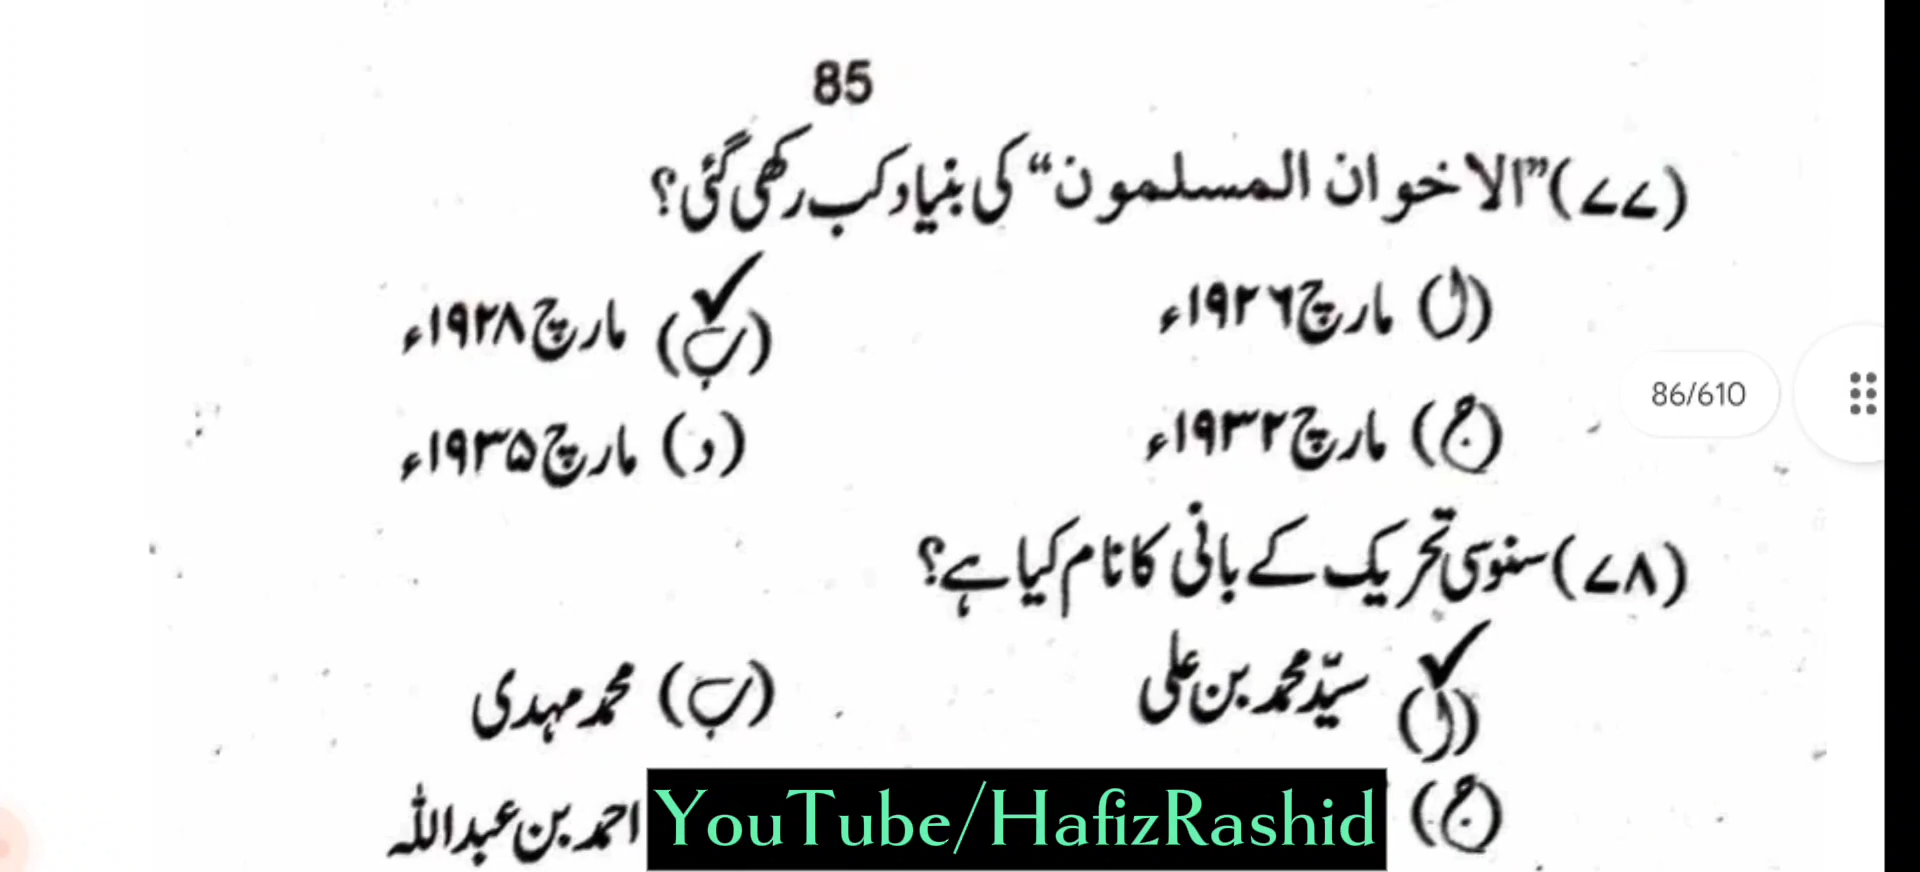 85
(۷۷)”الاخوان المسلمون“ کی بنیاد کب رکھی گئی؟
(ا) مارچ ۱۹۲۶ء (ب) مارچ ۱۹۲۸ء
(ج) مارچ ۱۹۳۲ء (د) مارچ ۱۹۳۵ء
86/610
(۷۸) سنوسی تحریک کے بانی کا نام کیا ہے؟
(ا) سیّد محمد بن علی (ب) محمد مہدی
(ج) YouTube/HafizRashid احمد بن عبداللہ